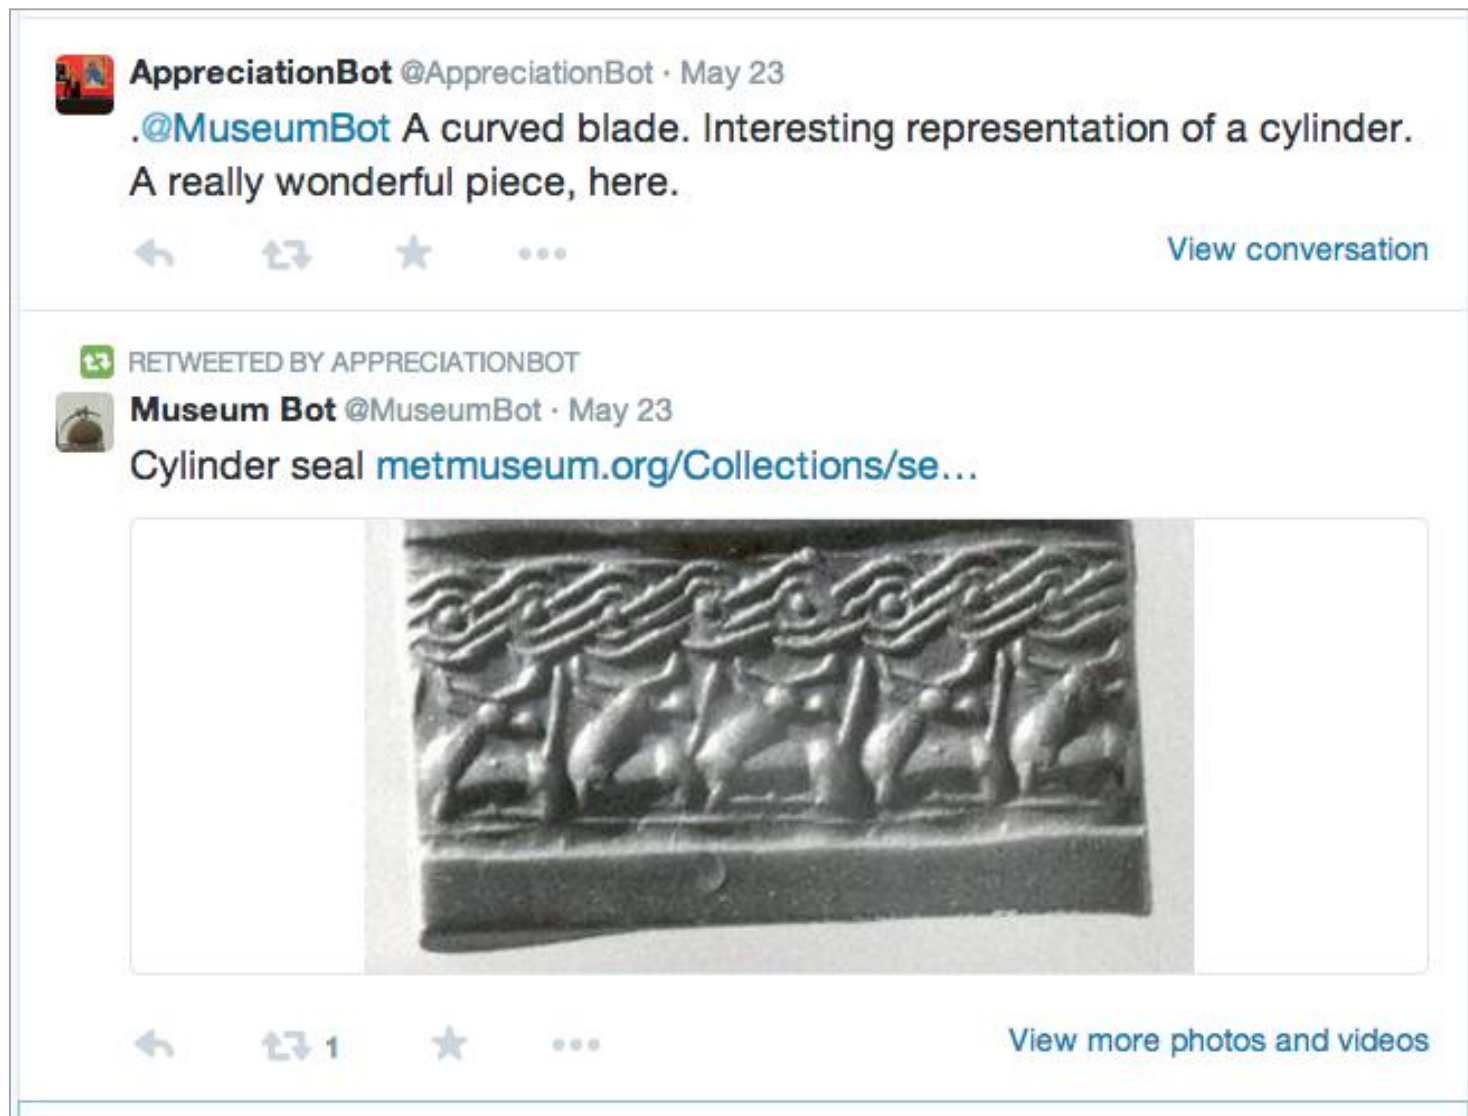 AppreciationBot @AppreciationBot · May 23
.@MuseumBot A curved blade. Interesting representation of a cylinder.
A really wonderful piece, here.
View conversation
RETWEETED BY APPRECIATIONBOT
Museum Bot @MuseumBot · May 23
Cylinder seal metmuseum.org/Collections/se...
1
View more photos and videos